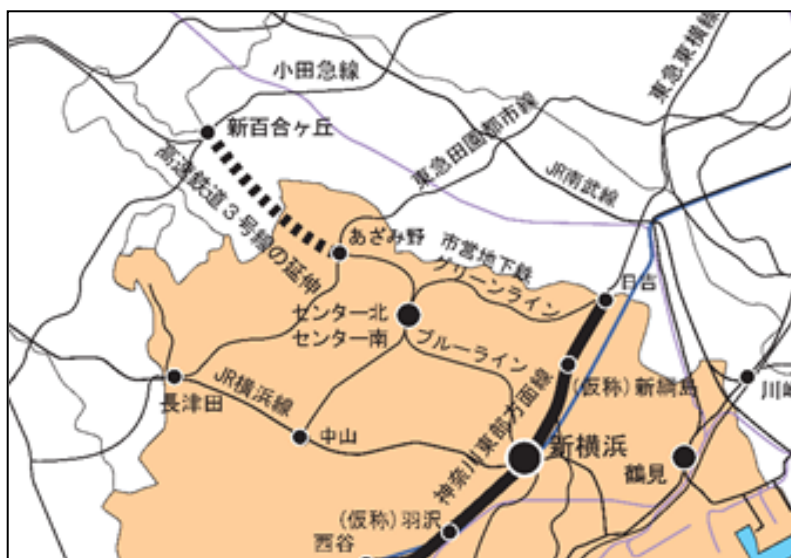 小田急線
東急東横線
新百合ヶ丘
東急田園都市線
高速鉄道3号線の延伸
JR南武線
あざみ野
市営地下鉄
グリーンライン
日吉
センター北
センター南
ブルーライン
JR横浜線
長津田
(仮称)新綱島
川崎
中山
神奈川東部方面線
新横浜
鶴見
(仮称)羽沢
西谷